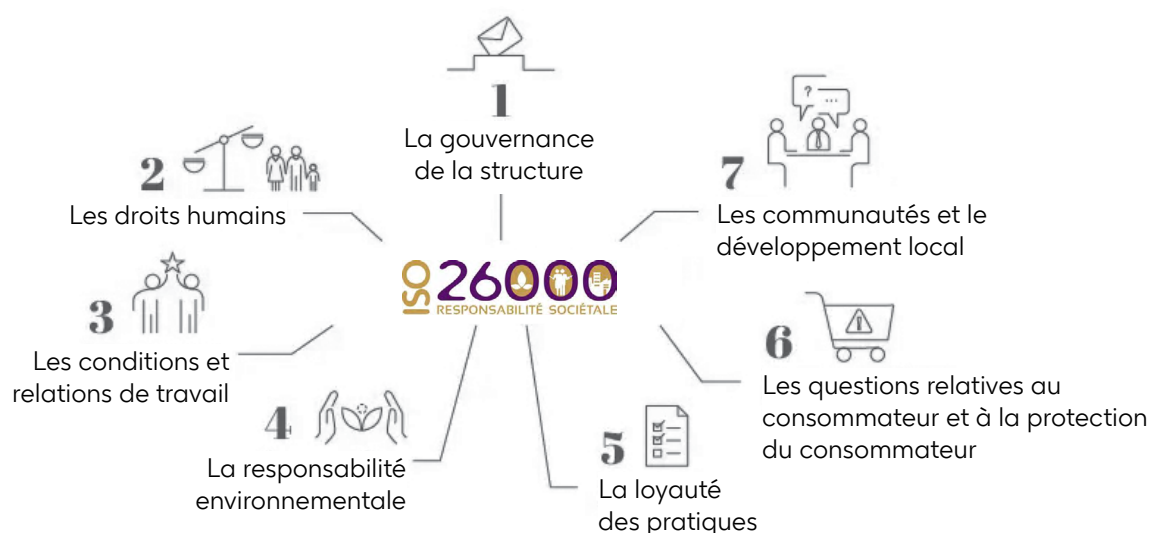 1
La gouvernance
de la structure
2
Les droits humains
3
Les conditions et
relations de travail
4
La responsabilité
environnementale
5
La loyauté
des pratiques
6
Les questions relatives au
consommateur et à la protection
du consommateur
7
? ...
Les communautés et le
développement local
ISO 26000
RESPONSABILITÉ SOCIÉTALE